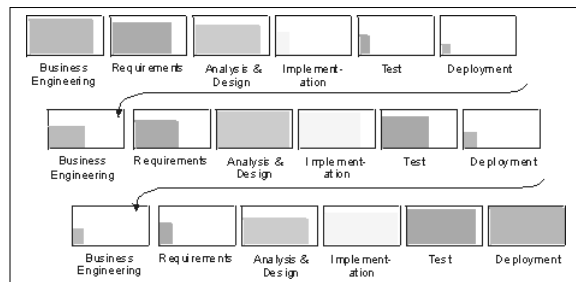 Business
Engineering
Requirements
Analysis &
Design
Implement-
ation
Test
Deployment
Business
Engineering
Requirements
Analysis &
Design
Implement-
ation
Test
Deployment
Business
Engineering
Requirements
Analysis &
Design
Implement-
ation
Test
Deployment